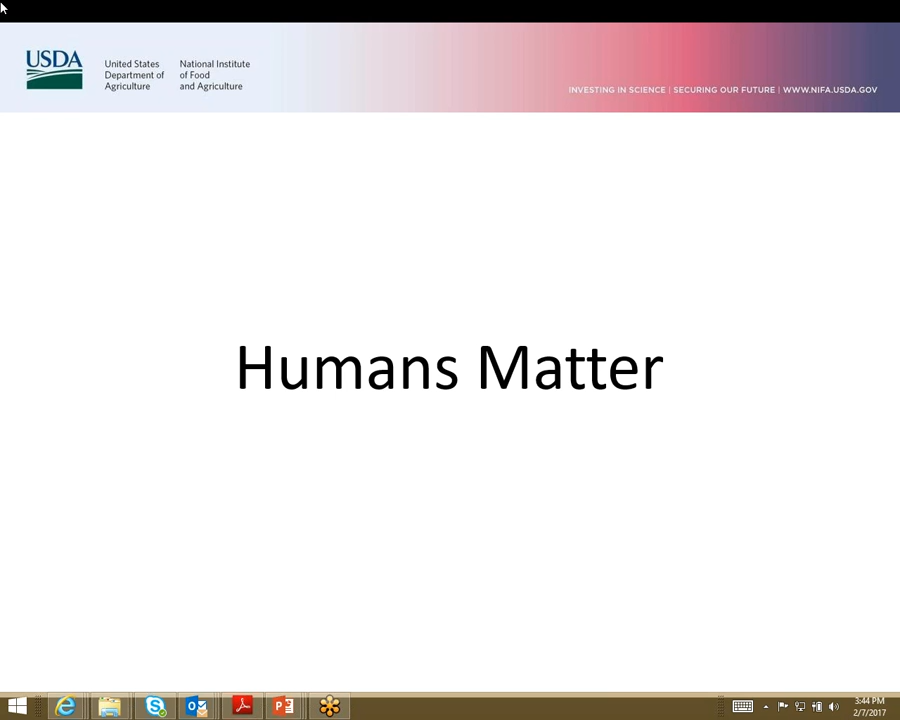 USDA
United States
Department of
Agriculture
National Institute
of Food
and Agriculture
INVESTING IN SCIENCE | SECURING OUR FUTURE | WWW.NIFA.USDA.GOV
Humans Matter
3:44 PM
2/7/2017